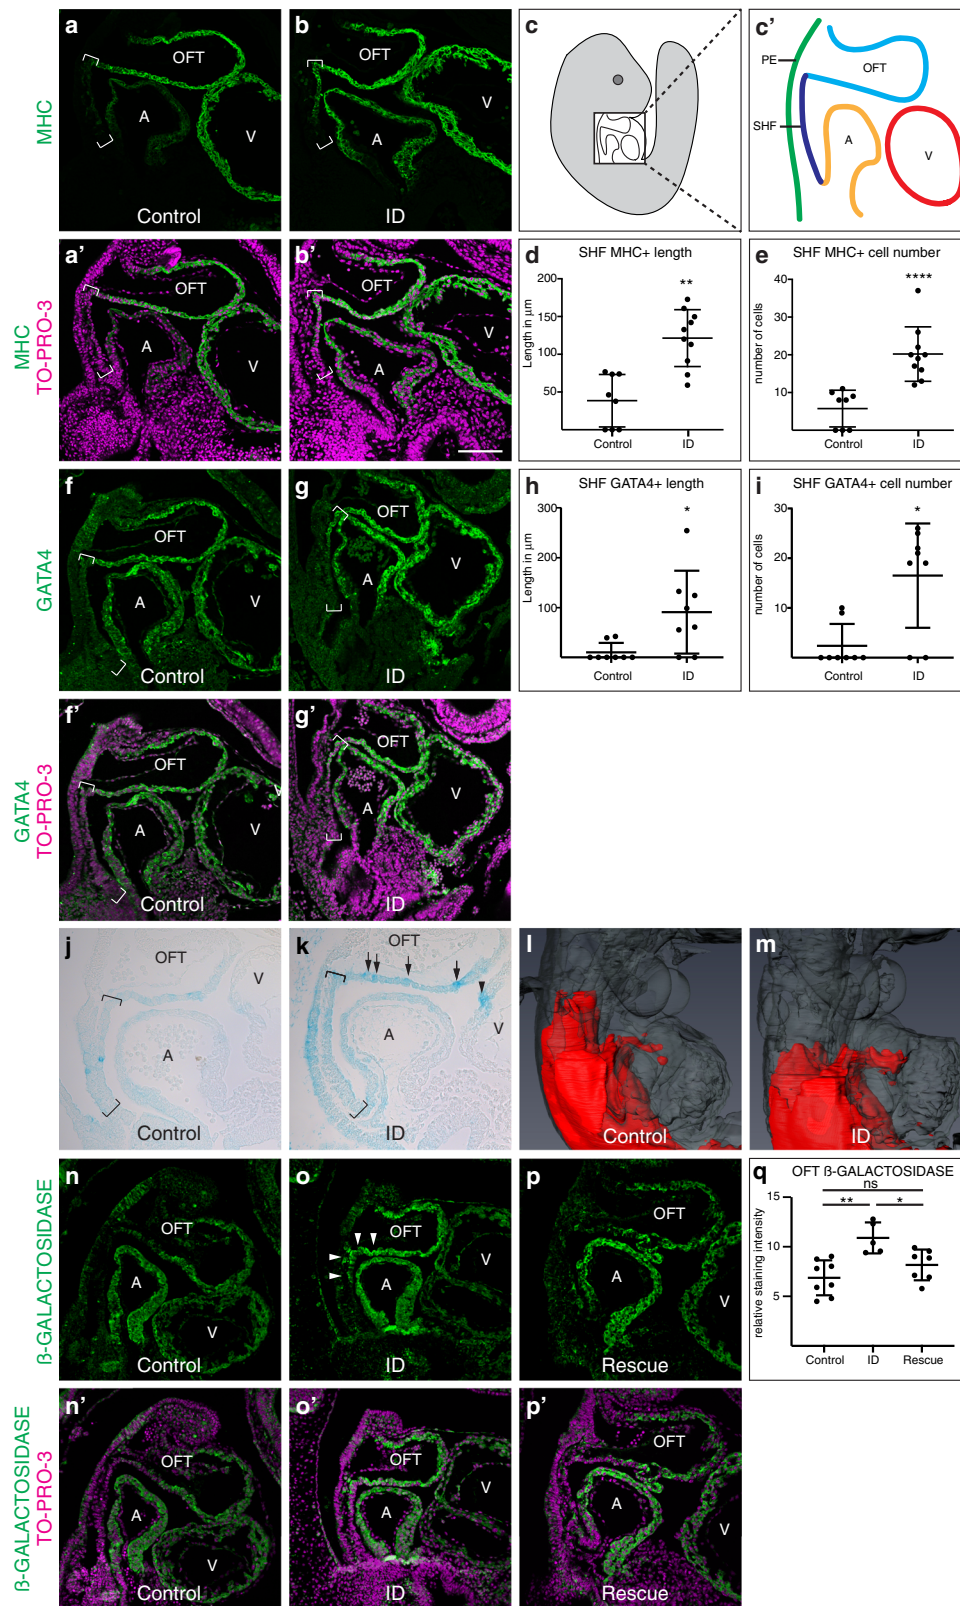 a
OFT
A
V
Control
MHC
b
OFT
A
V
ID
c
c'
PE
OFT
SHF
A
V
a'
OFT
A
V
MHC
TO-PRO-3
b'
OFT
A
V
d
SHF MHC+ length
**
200
150
100
50
Length in µm
Control
ID
e
SHF MHC+ cell number
****
40
30
20
10
number of cells
Control
ID
f
OFT
A
V
Control
GATA4
g
OFT
A
V
ID
h
SHF GATA4+ length
*
300
200
100
Length in µm
Control
ID
i
SHF GATA4+ cell number
*
30
20
10
number of cells
Control
ID
f'
OFT
A
V
Control
GATA4
TO-PRO-3
g'
OFT
A
V
ID
j
OFT
V
A
Control
k
OFT
V
A
ID
l
Control
m
ID
n
OFT
A
V
Control
ß-GALACTOSIDASE
o
OFT
A
V
ID
p
OFT
A
V
Rescue
q
OFT ß-GALACTOSIDASE
ns
**
*
15
10
5
relative staining intensity
Control
ID
Rescue
n'
OFT
A
V
Control
ß-GALACTOSIDASE
TO-PRO-3
o'
OFT
A
V
ID
p'
OFT
A
V
Rescue